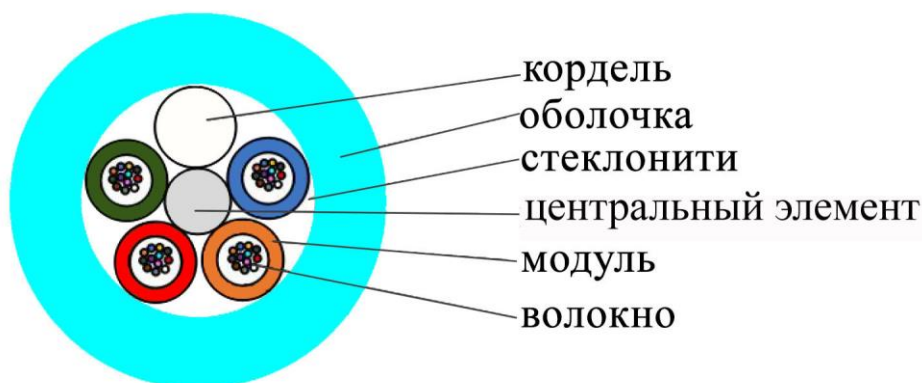 кордель
оболочка
стеклонити
центральный элемент
модуль
волокно